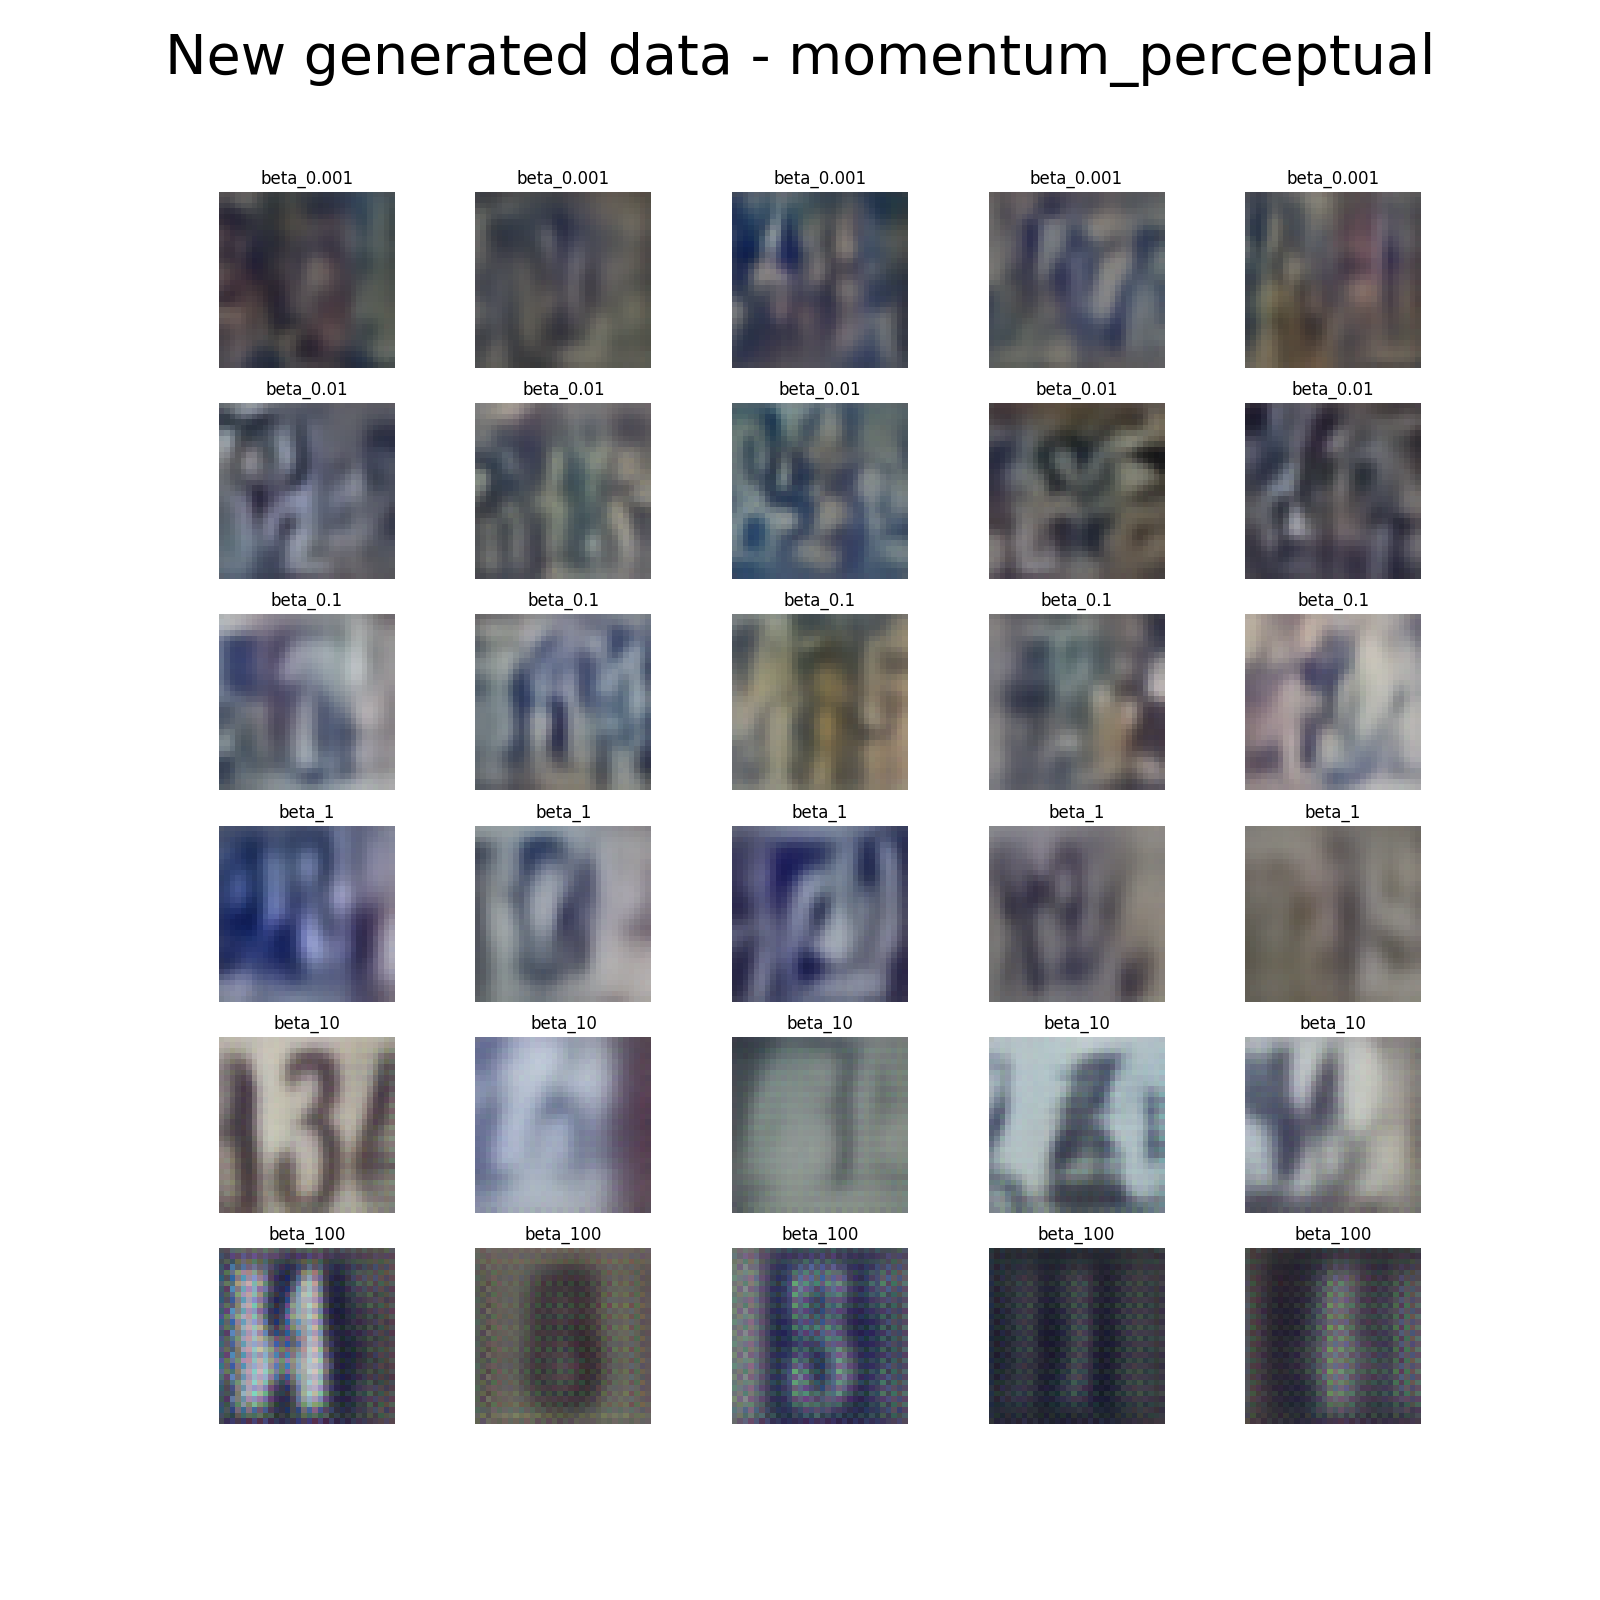 New generated data - momentum_perceptual
beta_0.001 beta_0.001 beta_0.001 beta_0.001 beta_0.001
beta_0.01 beta_0.01 beta_0.01 beta_0.01 beta_0.01
beta_0.1 beta_0.1 beta_0.1 beta_0.1 beta_0.1
beta_1 beta_1 beta_1 beta_1 beta_1
beta_10 beta_10 beta_10 beta_10 beta_10
13
beta_100 beta_100 beta_100 beta_100 beta_100
5